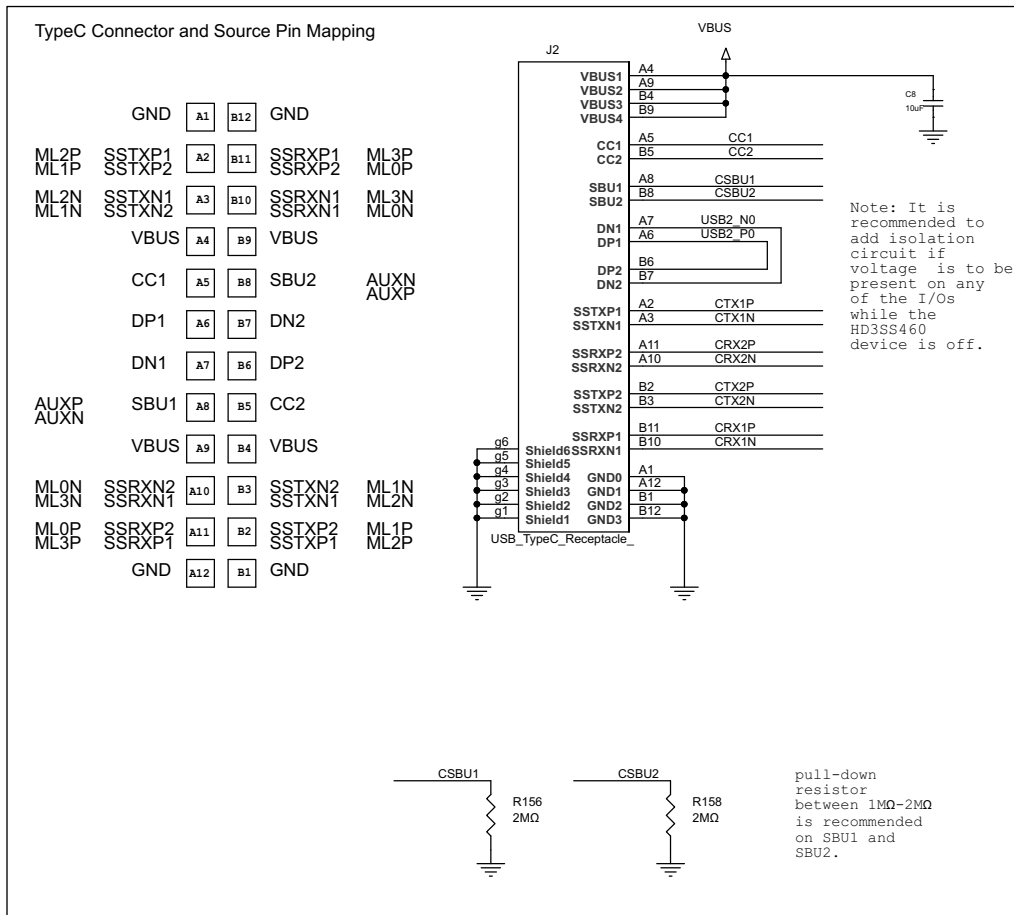 TypeC Connector and Source Pin Mapping
GND A1 B12 GND
ML2P SSTXP1 A2 B11 SSRXP1 ML3P
ML1P SSTXP2 SSRXP2 ML0P
ML2N SSTXN1 A3 B10 SSRXN1 ML3N
ML1N SSTXN2 SSRXN1 ML0N
VBUS A4 B9 VBUS
CC1 A5 B8 SBU2 AUXN
AUXP
DP1 A6 B7 DN2
DN1 A7 B6 DP2
AUXP SBU1 A8 B5 CC2
AUXN
VBUS A9 B4 VBUS
ML0N SSRXN2 A10 B3 SSTXN2 ML1N
ML3N SSRXN1 SSTXN1 ML2N
ML0P SSRXP2 A11 B2 SSTXP2 ML1P
ML3P SSRXP1 SSTXP1 ML2P
GND A12 B1 GND
VBUS
J2
VBUS1 A4
VBUS2 A9
VBUS3 B4
VBUS4 B9
C8
10uF
CC1 A5 CC1
CC2 B5 CC2
SBU1 A8 CSBU1
SBU2 B8 CSBU2
DN1 A7 USB2_N0
DP1 A6 USB2_P0
DP2 B6
DN2 B7
SSTXP1 A2 CTX1P
SSTXN1 A3 CTX1N
SSRXP2 A11 CRX2P
SSRXN2 A10 CRX2N
SSTXP2 B2 CTX2P
SSTXN2 B3 CTX2N
SSRXP1 B11 CRX1P
g6 Shield6 SSRXN1 B10 CRX1N
g5 Shield5
g4 Shield4 GND0 A1
g3 Shield3 GND1 A12
g2 Shield2 GND2 B1
g1 Shield1 GND3 B12
USB_TypeC_Receptacle_
Note: It is
recommended to
add isolation
circuit if
voltage is to be
present on any
of the I/Os
while the
HD3SS460
device is off.
CSBU1
R156
2MΩ
CSBU2
R158
2MΩ
pull-down
resistor
between 1MΩ-2MΩ
is recommended
on SBU1 and
SBU2.